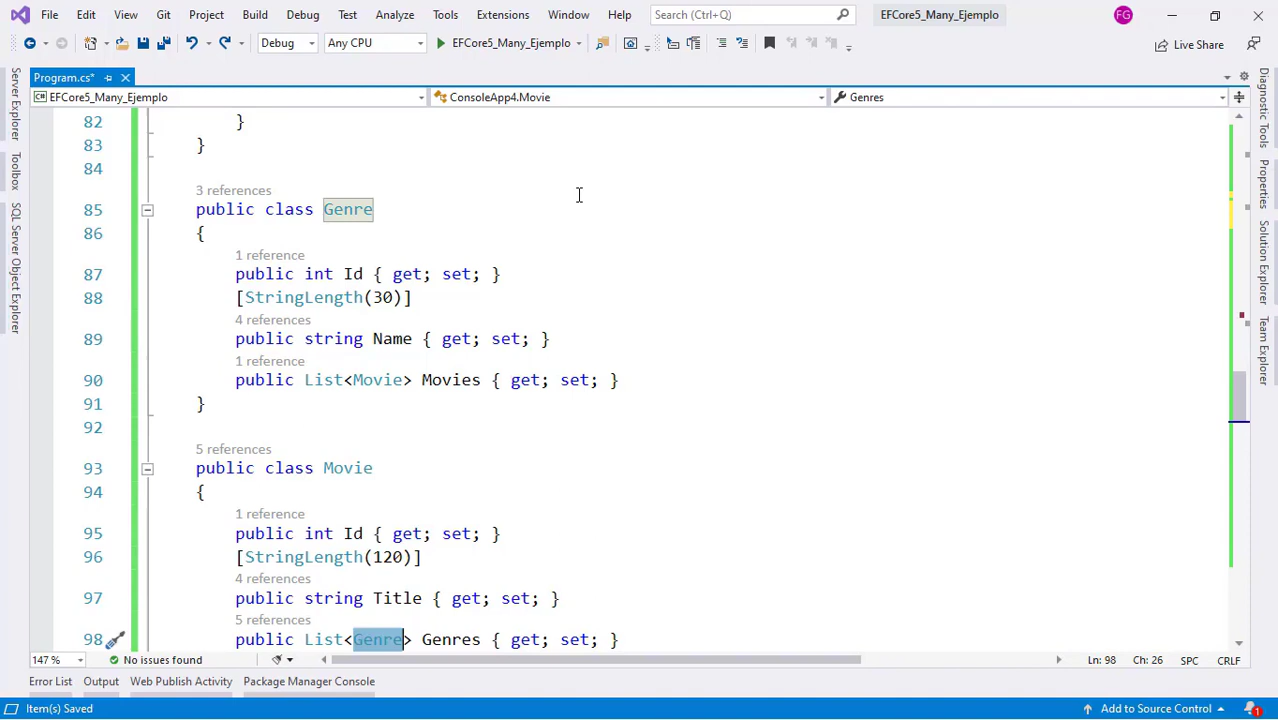 File Edit View Git Project Build Debug Test Analyze Tools Extensions Window Help Search (Ctrl+Q) EFCore5_Many_Ejemplo FG
Debug Any CPU EFCore5_Many_Ejemplo Live Share
Program.cs*
EFCore5_Many_Ejemplo ConsoleApp4.Movie Genres
Server Explorer
Toolbox
SQL Server Object Explorer
82 }
83 }
84
3 references
85 public class Genre
86 {
1 reference
87 public int Id { get; set; }
88 [StringLength(30)]
4 references
89 public string Name { get; set; }
1 reference
90 public List<Movie> Movies { get; set; }
91 }
92
5 references
93 public class Movie
94 {
1 reference
95 public int Id { get; set; }
96 [StringLength(120)]
4 references
97 public string Title { get; set; }
5 references
98 public List<Genre> Genres { get; set; }
Diagnostic Tools
Properties
Solution Explorer
Team Explorer
147 % No issues found Ln: 98 Ch: 26 SPC CRLF
Error List Output Web Publish Activity Package Manager Console
Item(s) Saved Add to Source Control 1